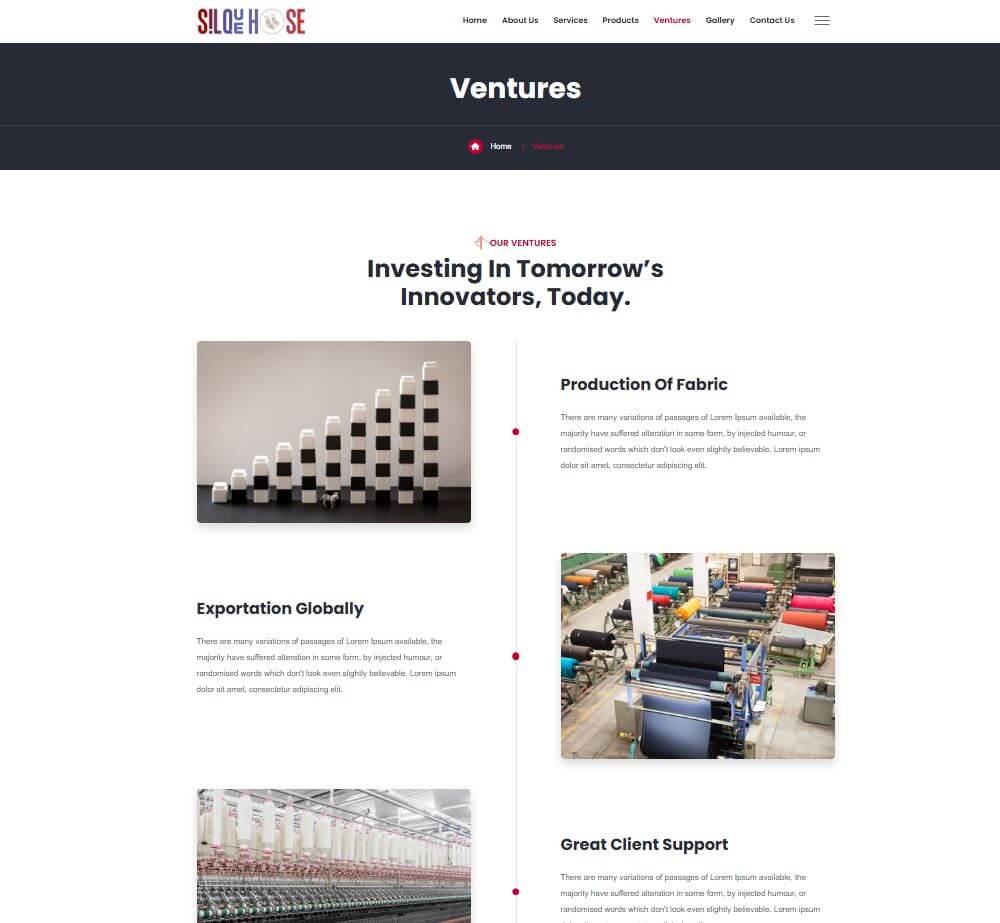 SILQUE HOUSE
Home About Us Services Products Ventures Gallery Contact Us
Ventures
Home > Ventures
OUR VENTURES
Investing In Tomorrow’s
Innovators, Today.
Production Of Fabric
There are many variations of passages of Lorem Ipsum available, the
majority have suffered alteration in some form, by injected humour, or
randomised words which don't look even slightly believable. Lorem ipsum
dolor sit amet, consectetur adipiscing elit.
Exportation Globally
There are many variations of passages of Lorem Ipsum available, the
majority have suffered alteration in some form, by injected humour, or
randomised words which don't look even slightly believable. Lorem ipsum
dolor sit amet, consectetur adipiscing elit.
Great Client Support
There are many variations of passages of Lorem Ipsum available, the
majority have suffered alteration in some form, by injected humour, or
randomised words which don't look even slightly believable. Lorem ipsum